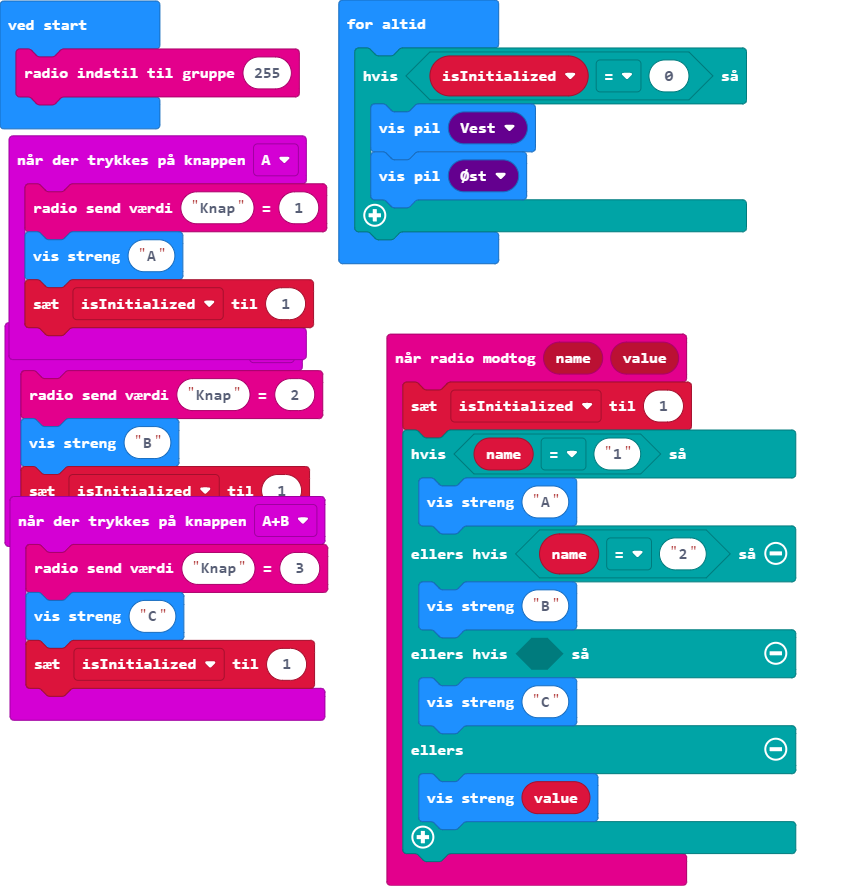 ved start
radio indstil til gruppe 255
når der trykkes på knappen A
radio send værdi "Knap" = 1
vis streng "A"
sæt isInitialized til 1
radio send værdi "Knap" = 2
vis streng "B"
sæt isInitialized til 1
når der trykkes på knappen A+B
radio send værdi "Knap" = 3
vis streng "C"
sæt isInitialized til 1
for altid
hvis isInitialized = 0 så
vis pil Vest
vis pil Øst
når radio modtog name value
sæt isInitialized til 1
hvis name = "1" så
vis streng "A"
ellers hvis name = "2" så
vis streng "B"
ellers hvis så
vis streng "C"
ellers
vis streng value